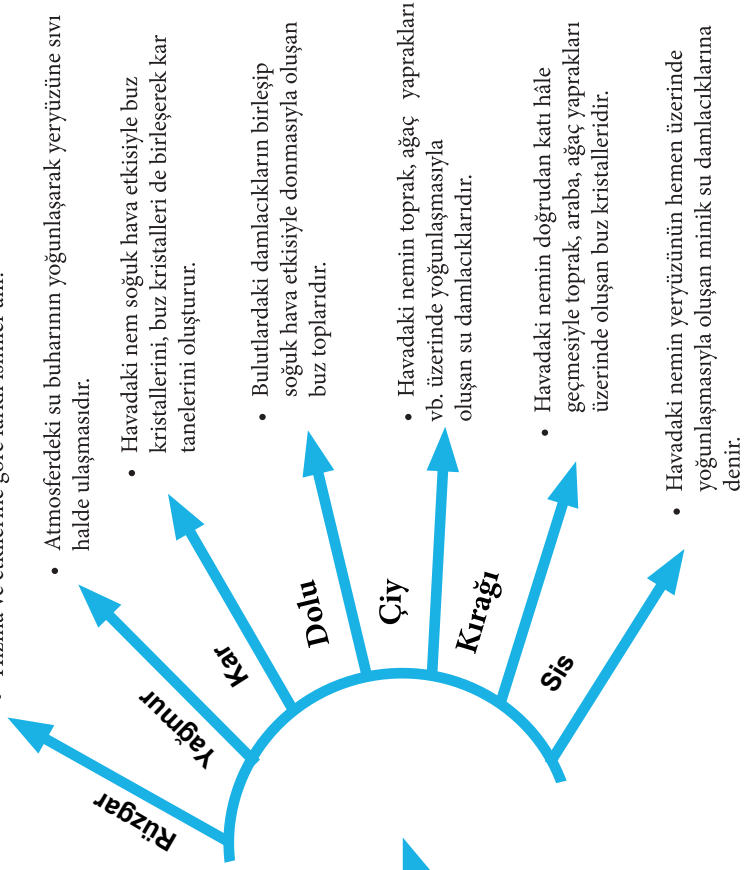 Rüzgar
Yağmur
• Atmosferdeki su buharının yoğunlaşarak yeryüzüne sıvı
halde ulaşmasıdır.
Kar
• Havadaki nem soğuk hava etkisiyle buz
kristallerini, buz kristalleri de birleşerek kar
tanelerini oluşturur.
Dolu
• Bulutlardaki damlacıkların birleşip
soğuk hava etkisiyle donmasıyla oluşan
buz toplarıdır.
Çiy
• Havadaki nemin toprak, ağaç yaprakları
vb. üzerinde yoğunlaşmasıyla
oluşan su damlacıklarıdır.
Kırağı
• Havadaki nemin doğrudan katı hâle
geçmesiyle toprak, araba, ağaç yaprakları
üzerinde oluşan buz kristalleridir.
Sis
• Havadaki nemin yeryüzünün hemen üzerinde
yoğunlaşmasıyla oluşan minik su damlacıklarına
denir.